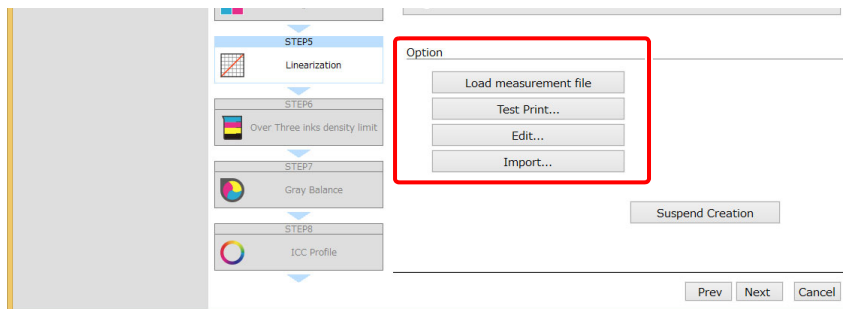 STEP5
Linearization
STEP6
Over Three inks density limit
STEP7
Gray Balance
STEP8
ICC Profile
Option
Load measurement file
Test Print...
Edit...
Import...
Suspend Creation
Prev Next Cancel